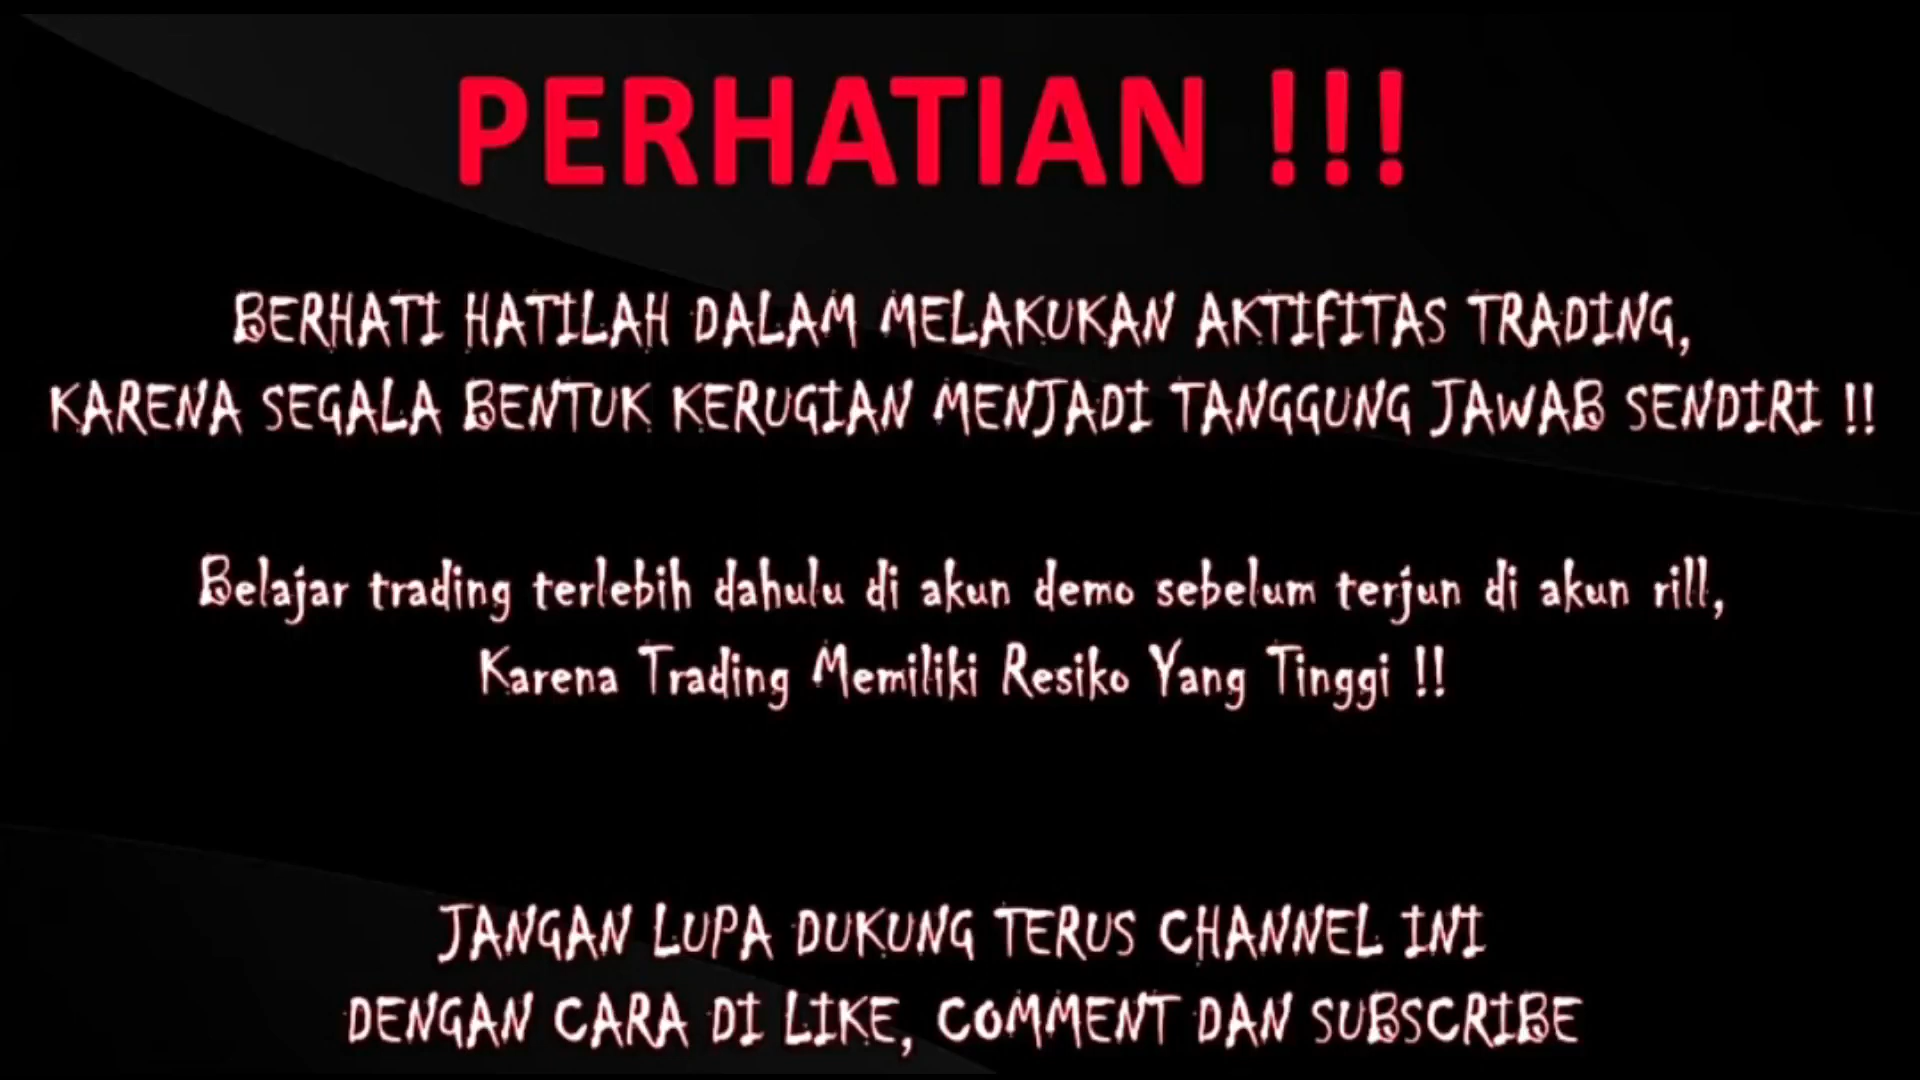 PERHATIAN !!!
BERHATI HATILAH DALAM MELAKUKAN AKTIFITAS TRADING,
KARENA SEGALA BENTUK KERUGIAN MENJADI TANGGUNG JAWAB SENDIRI !!
Belajar trading terlebih dahulu di akun demo sebelum terjun di akun rill,
Karena Trading Memiliki Resiko Yang Tinggi !!
JANGAN LUPA DUKUNG TERUS CHANNEL INI
DENGAN CARA DI LIKE, COMMENT DAN SUBSCRIBE